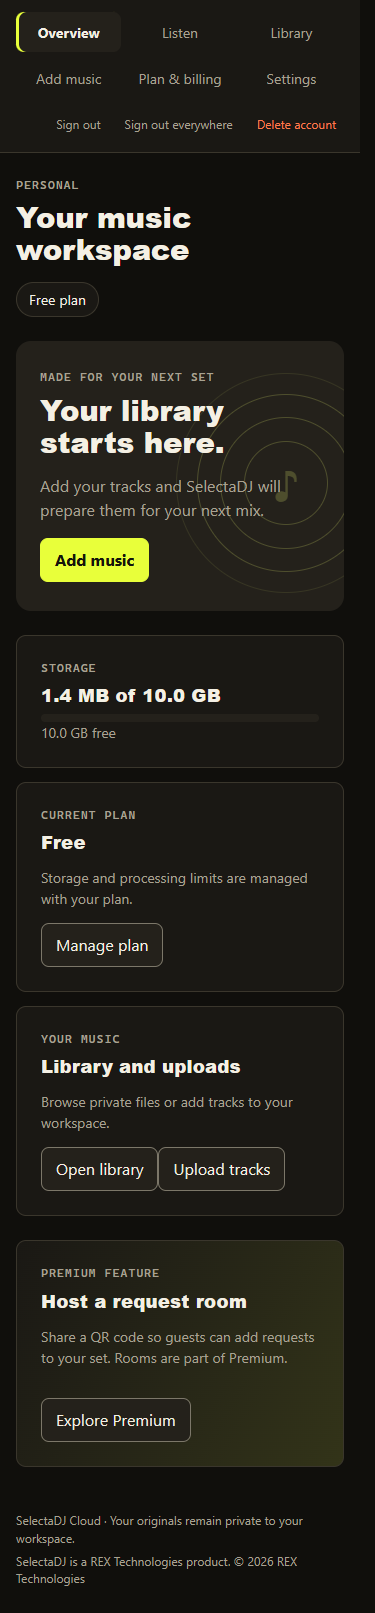 Overview
Listen
Library
Add music
Plan & billing
Settings
Sign out
Sign out everywhere
Delete account
PERSONAL
Your music
workspace
Free plan
MADE FOR YOUR NEXT SET
Your library
starts here.
Add your tracks and SelectaDJ will
prepare them for your next mix.
Add music
STORAGE
1.4 MB of 10.0 GB
10.0 GB free
CURRENT PLAN
Free
Storage and processing limits are managed
with your plan.
Manage plan
YOUR MUSIC
Library and uploads
Browse private files or add tracks to your
workspace.
Open library
Upload tracks
PREMIUM FEATURE
Host a request room
Share a QR code so guests can add requests
to your set. Rooms are part of Premium.
Explore Premium
SelectaDJ Cloud · Your originals remain private to your
workspace.
SelectaDJ is a REX Technologies product. © 2026 REX
Technologies